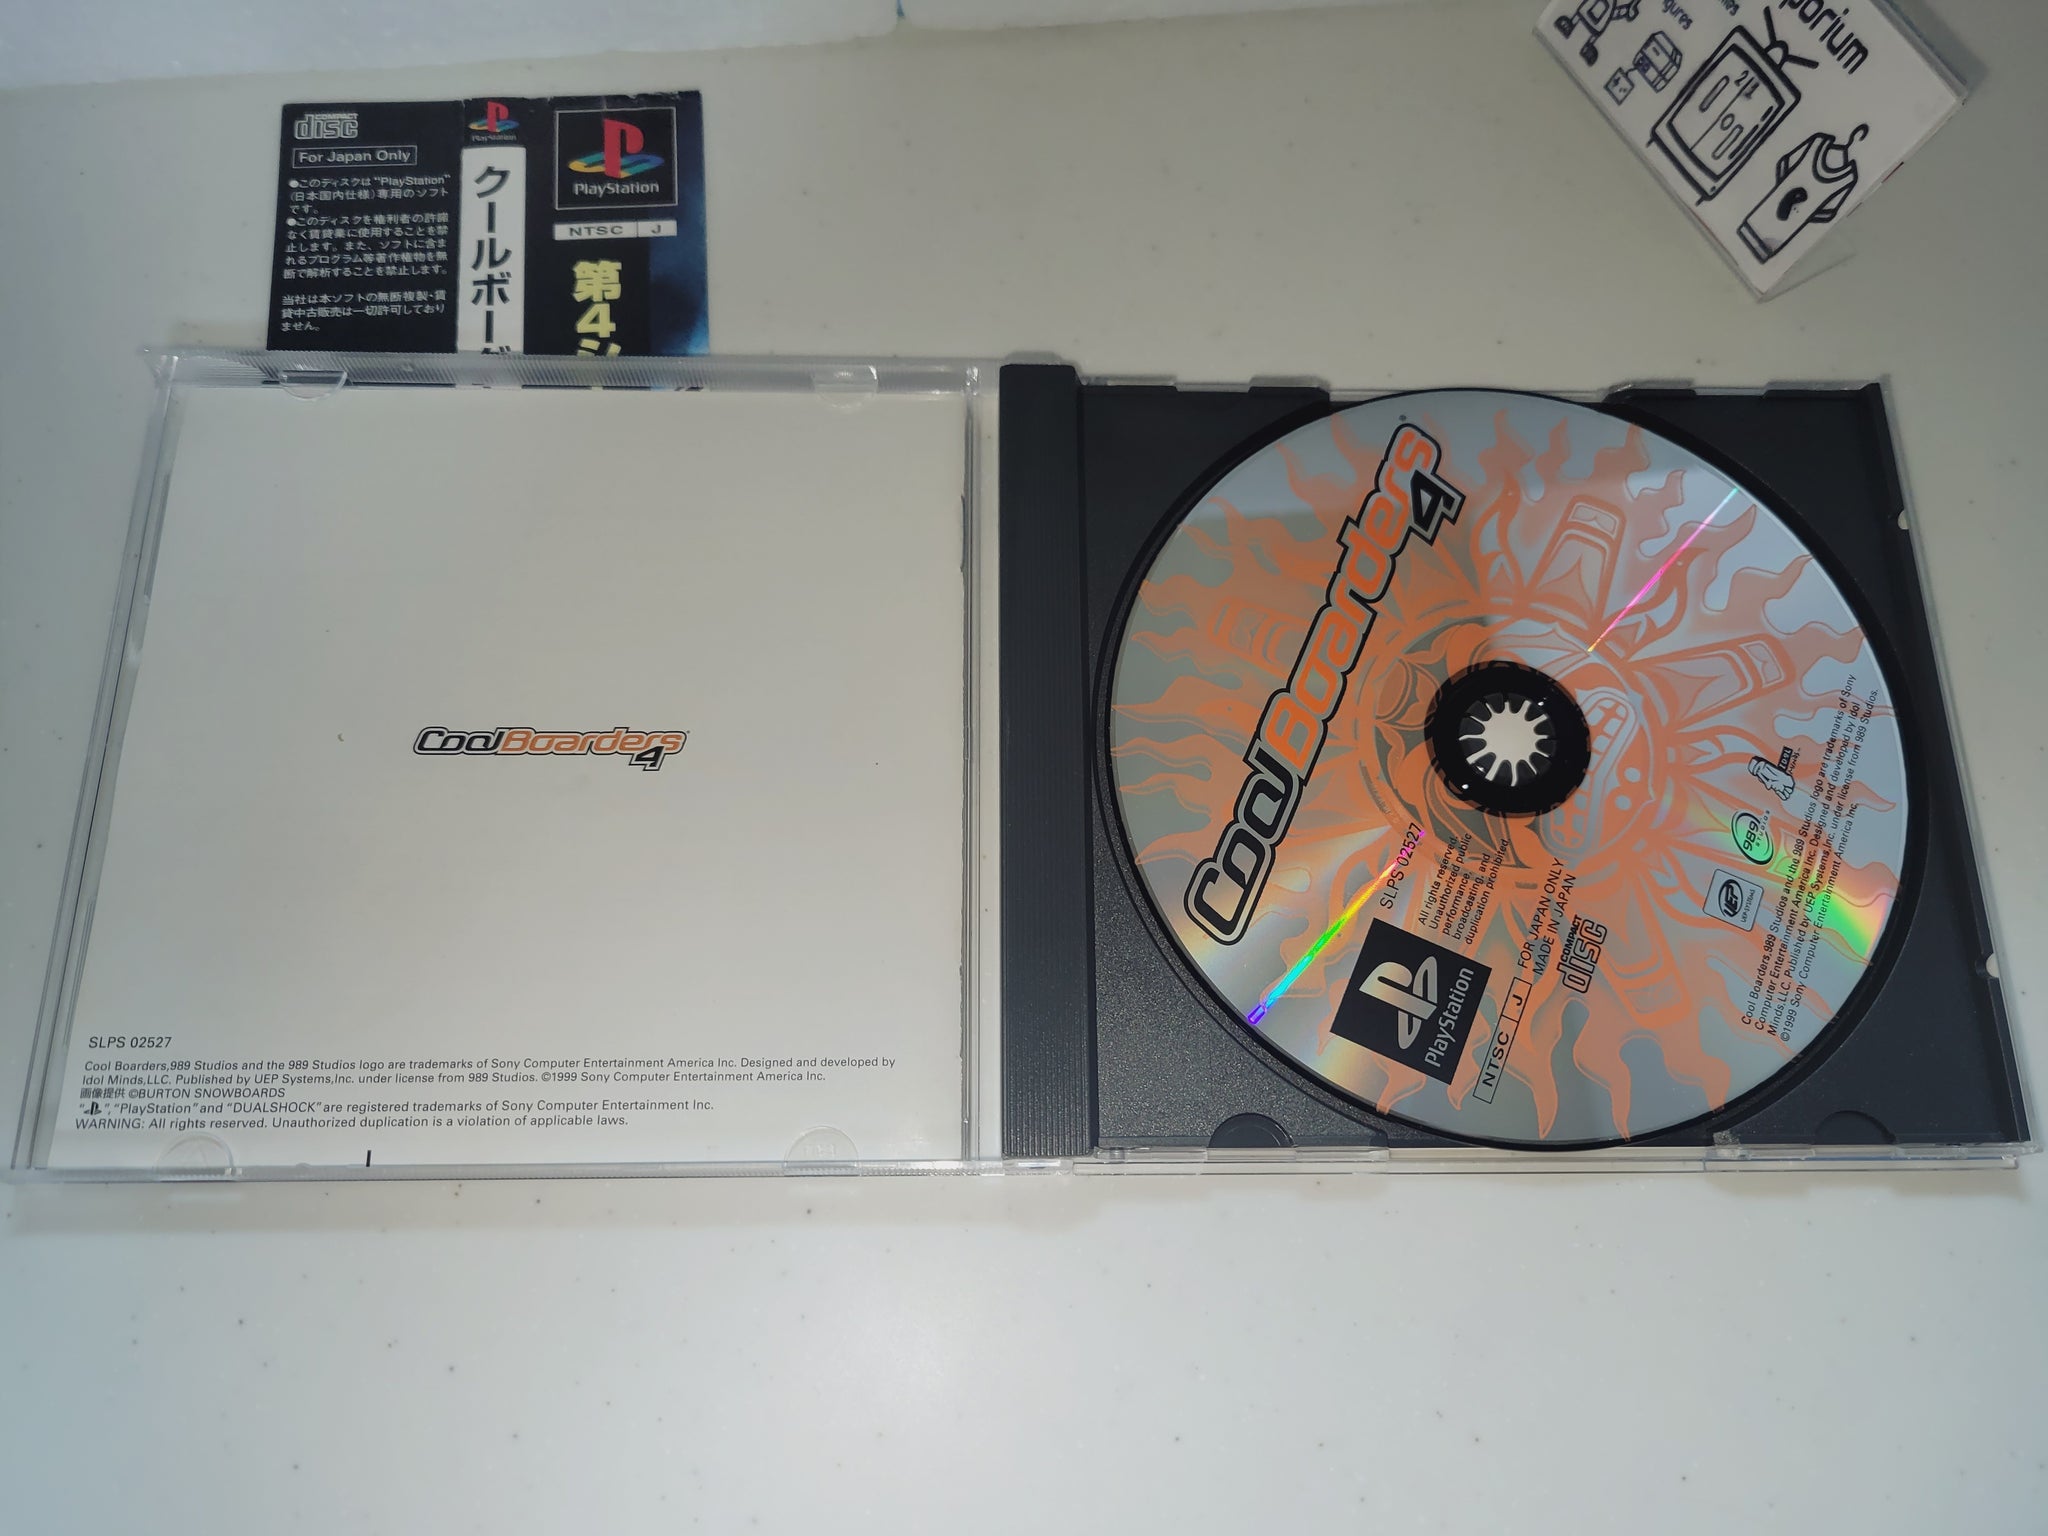 COMPACT
disc
For Japan Only
●このディスクは"PlayStation"
(日本国内仕様)専用のソフト
です。
●このディスクを権利者の許諾
なく賃貸業に使用することを禁
止します。また、ソフトに含ま
れるプログラム等著作権物を無
断で解析することを禁止します。
当社は本ソフトの無断複製・賃
貸中古販売は一切許可しており
ません。
PlayStation
クールボーダ
PlayStation
NTSC J
第4
porium
CoolBoarders
4
SLPS 02527
Cool Boarders,989 Studios and the 989 Studios logo are trademarks of Sony Computer Entertainment America Inc. Designed and developed by
Idol Minds,LLC. Published by UEP Systems,Inc. under license from 989 Studios. ©1999 Sony Computer Entertainment America Inc.
画像提供 ©BURTON SNOWBOARDS
" ", "PlayStation" and "DUALSHOCK" are registered trademarks of Sony Computer Entertainment Inc.
WARNING: All rights reserved. Unauthorized duplication is a violation of applicable laws.
CoolBoarders®
4
SLPS 02527
All rights reserved.
Unauthorized public
performance,
broadcasting, and
duplication prohibited.
PlayStation
NTSC J
FOR JAPAN ONLY
MADE IN JAPAN
COMPACT
disc
UEP
989
STUDIOS
IDOL
MINDS
Cool Boarders,989 Studios and the 989 Studios logo are trademarks of Sony
Computer Entertainment America Inc. Designed and developed by Idol
Minds,LLC. Published by UEP Systems,Inc. under license from 989 Studios.
©1999 Sony Computer Entertainment America Inc.